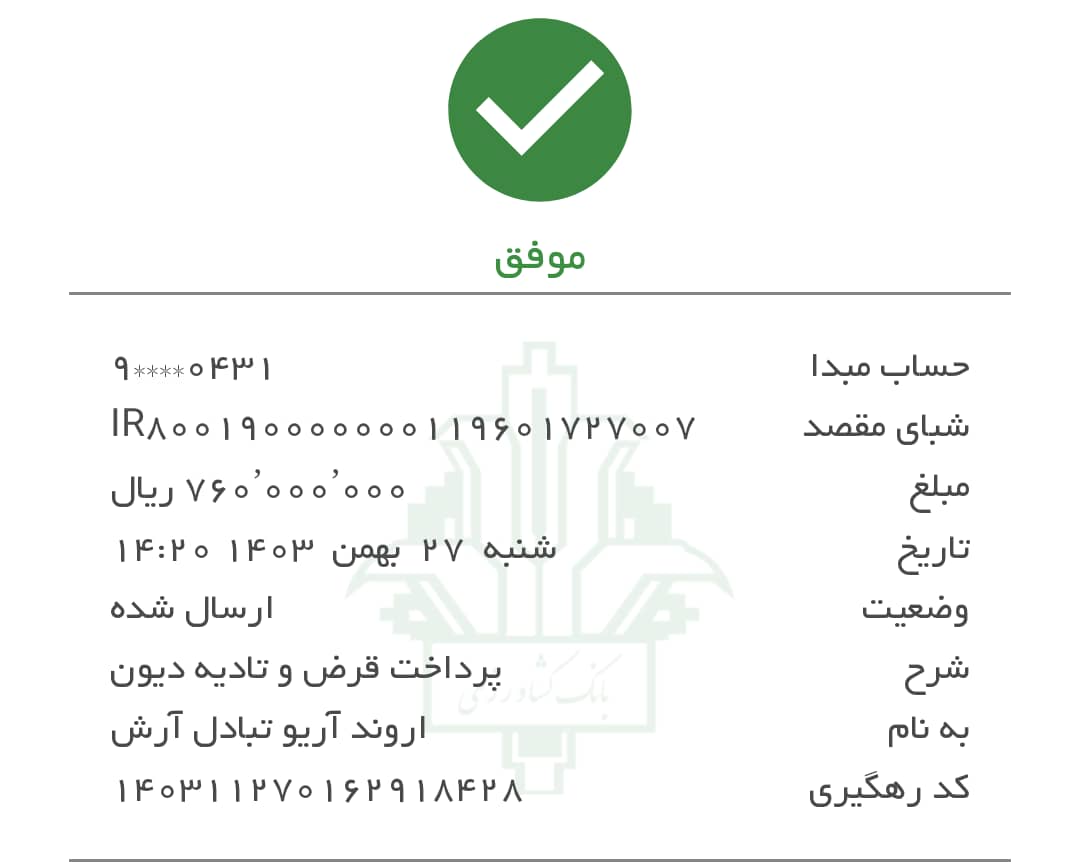 موفق
حساب مبدا ۹****۰۴۳۱
شبای مقصد IR۸۰۰۱۹۰۰۰۰۰۰۰۱۱۹۶۰۱۷۲۷۰۰۷
مبلغ ۷۶۰٬۰۰۰٬۰۰۰ ریال
تاریخ شنبه ۲۷ بهمن ۱۴۰۳ ۱۴:۲۰
وضعیت ارسال شده
شرح پرداخت قرض و تادیه دیون
به نام اروند آریو تبادل آرش
کد رهگیری ۱۴۰۳۱۱۲۷۰۱۶۲۹۱۸۴۲۸
بانک کشاورزی